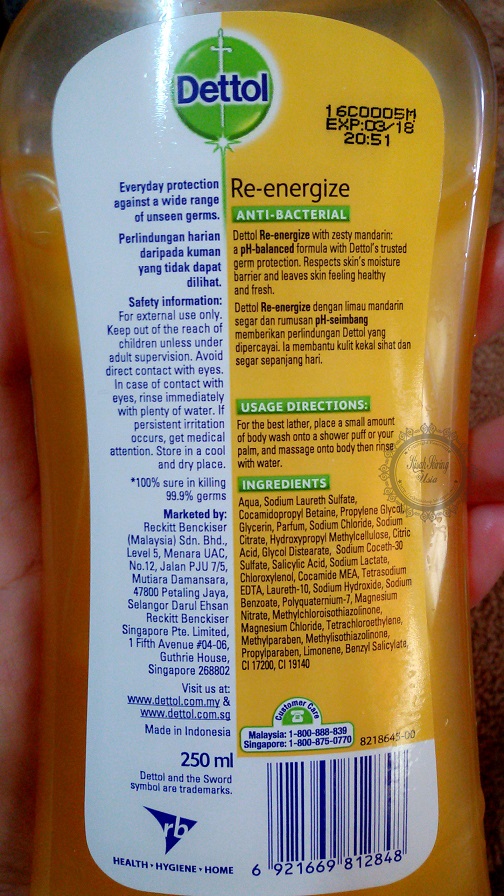 Dettol
16C0005M
EXP:03/18
20:51
Everyday protection
against a wide range
of unseen germs.
Perlindungan harian
daripada kuman
yang tidak dapat
dilihat.
Safety information:
For external use only.
Keep out of the reach of
children unless under
adult supervision. Avoid
direct contact with eyes.
In case of contact with
eyes, rinse immediately
with plenty of water. If
persistent irritation
occurs, get medical
attention. Store in a cool
and dry place.
*100% sure in killing
99.9% germs
Marketed by:
Reckitt Benckiser
(Malaysia) Sdn. Bhd.,
Level 5, Menara UAC,
No.12, Jalan PJU 7/5,
Mutiara Damansara,
47800 Petaling Jaya,
Selangor Darul Ehsan
Reckitt Benckiser
Singapore Pte. Limited,
1 Fifth Avenue #04-06,
Guthrie House,
Singapore 268802
Visit us at:
www.dettol.com.my &
www.dettol.com.sg
Made in Indonesia
250 ml
Dettol and the Sword
symbol are trademarks.
rb
HEALTH • HYGIENE • HOME
Re-energize
ANTI-BACTERIAL
Dettol Re-energize with zesty mandarin:
a pH-balanced formula with Dettol's trusted
germ protection. Respects skin's moisture
barrier and leaves skin feeling healthy
and fresh.
Dettol Re-energize dengan limau mandarin
segar dan rumusan pH-seimbang
memberikan perlindungan Dettol yang
dipercayai. Ia membantu kulit kekal sihat dan
segar sepanjang hari.
USAGE DIRECTIONS:
For the best lather, place a small amount
of body wash onto a shower puff or your
palm, and massage onto body then rinse
with water.
INGREDIENTS
Aqua, Sodium Laureth Sulfate,
Cocamidopropyl Betaine, Propylene Glycol,
Glycerin, Parfum, Sodium Chloride, Sodium
Citrate, Hydroxypropyl Methylcellulose, Citric
Acid, Glycol Distearate, Sodium Coceth-30
Sulfate, Salicylic Acid, Sodium Lactate,
Chloroxylenol, Cocamide MEA, Tetrasodium
EDTA, Laureth-10, Sodium Hydroxide, Sodium
Benzoate, Polyquaternium-7, Magnesium
Nitrate, Methylchloroisothiazolinone,
Magnesium Chloride, Tetrachloroethylene,
Methylparaben, Methylisothiazolinone,
Propylparaben, Limonene, Benzyl Salicylate,
CI 17200, CI 19140
Customer Care
Malaysia: 1-800-888-839
Singapore: 1-800-875-0770
8218645-00
6 921669 812848